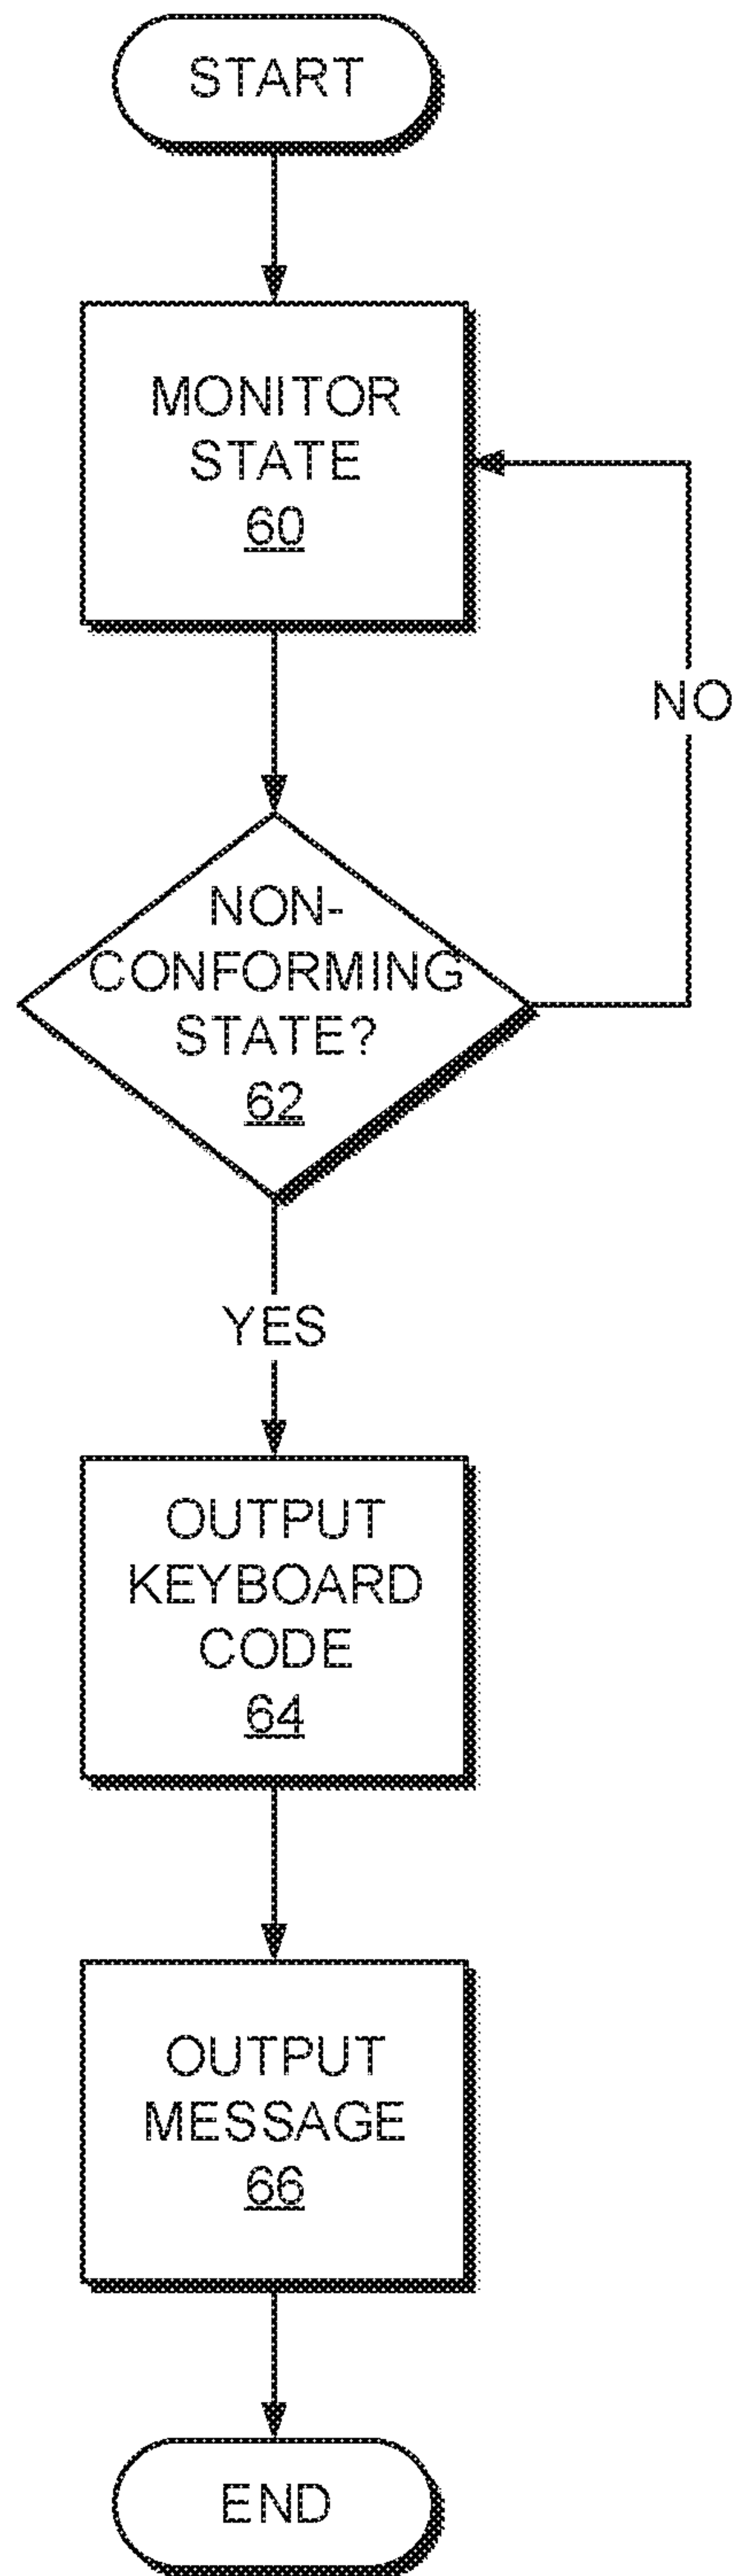 START
MONITOR
STATE
60
NO
NON-
CONFORMING
STATE?
62
YES
OUTPUT
KEYBOARD
CODE
64
OUTPUT
MESSAGE
66
END